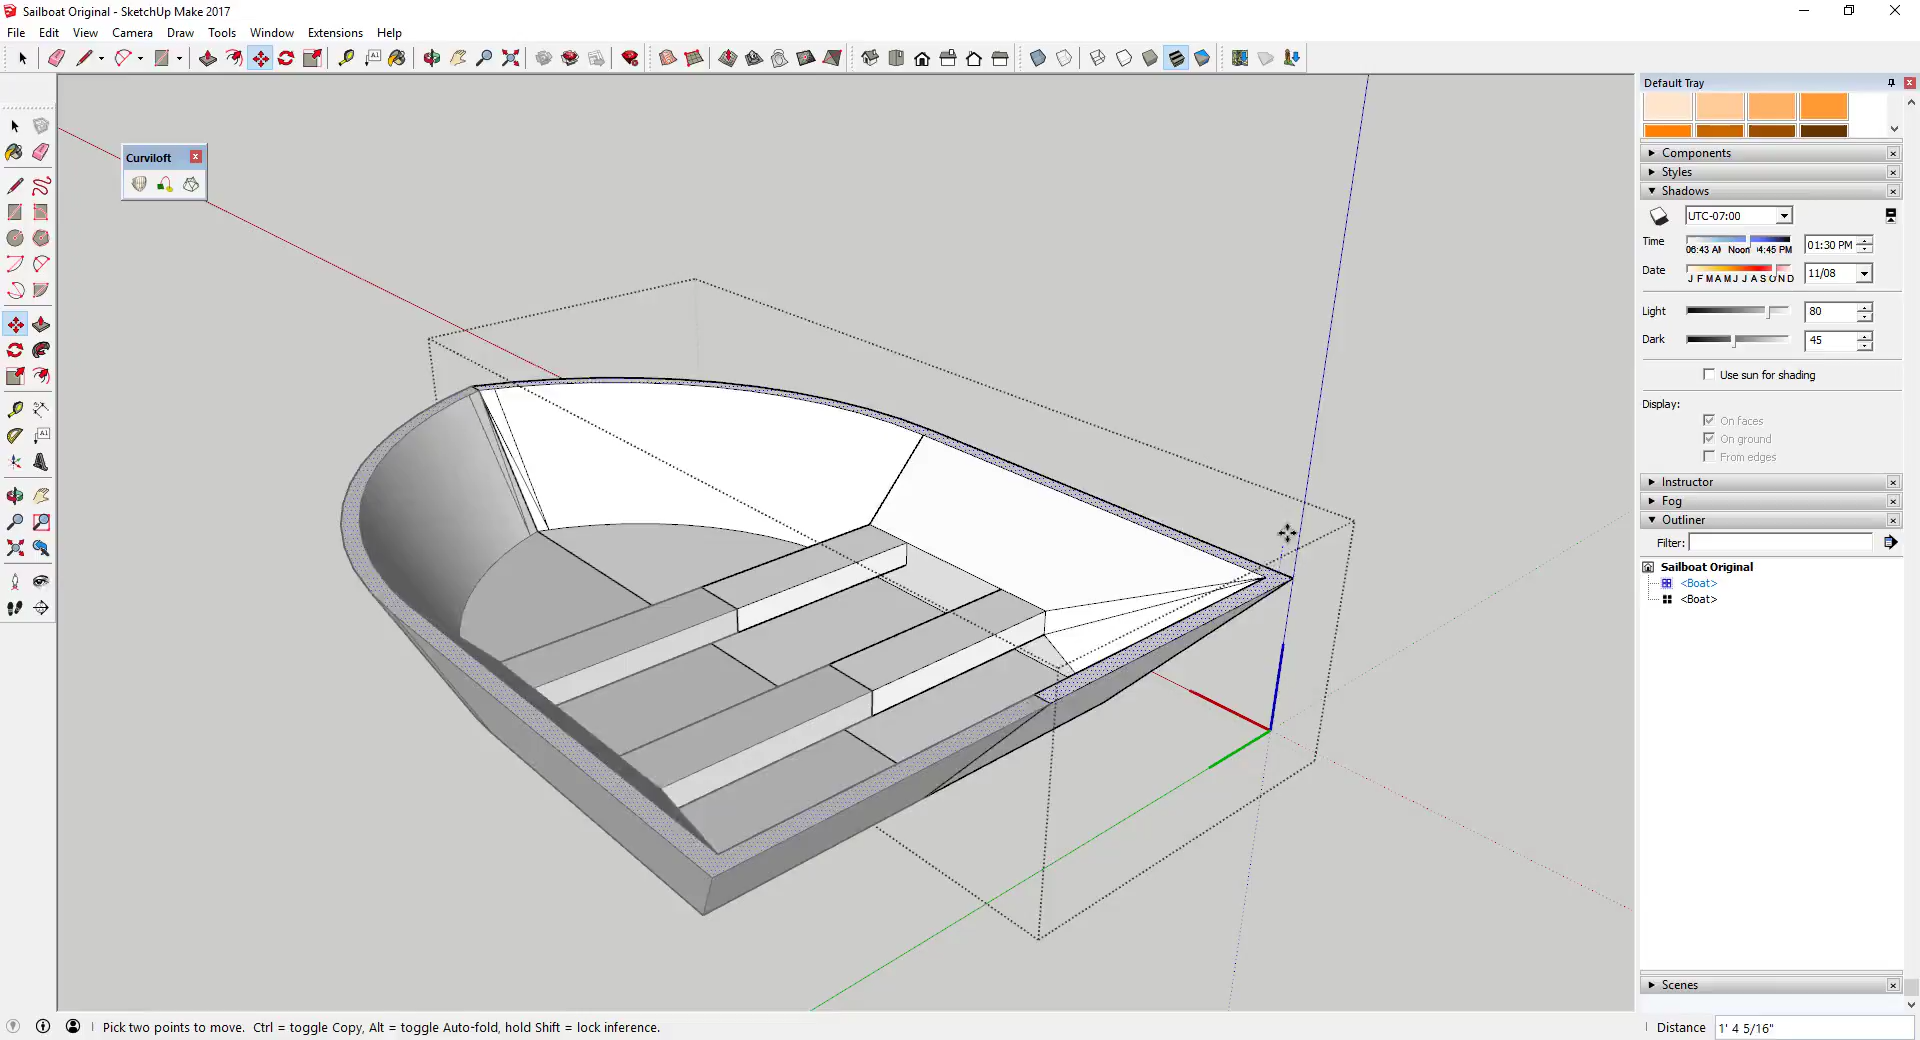 Sailboat Original - SketchUp Make 2017
File Edit View Camera Draw Tools Window Extensions Help
A1
Default Tray
Curviloft
A1
Components
Styles
Shadows
UTC-07:00
Time
06:43 AM Noon 4:45 PM
01:30 PM
Date
J F M A M J J A S O N D
11/08
Light
80
Dark
45
Use sun for shading
Display:
On faces
On ground
From edges
Instructor
Fog
Outliner
Filter:
Sailboat Original
<Boat>
<Boat>
Scenes
Pick two points to move. Ctrl = toggle Copy, Alt = toggle Auto-fold, hold Shift = lock inference.
Distance 1' 4 5/16"